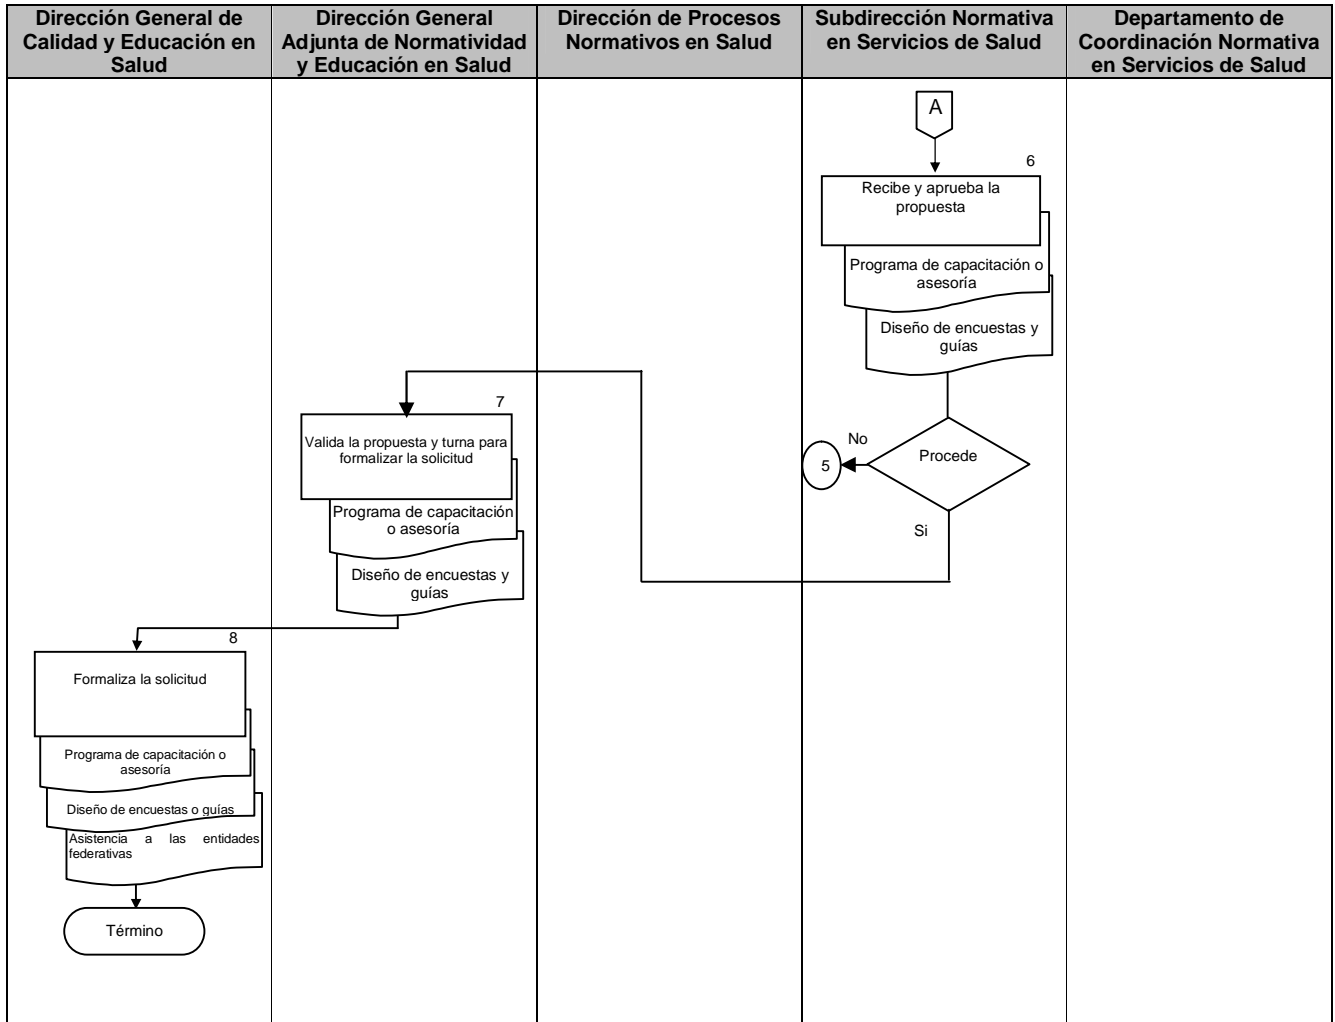 Dirección General de
Calidad y Educación en
Salud
Dirección General
Adjunta de Normatividad
y Educación en Salud
Dirección de Procesos
Normativos en Salud
Subdirección Normativa
en Servicios de Salud
Departamento de
Coordinación Normativa
en Servicios de Salud
A
6
Recibe y aprueba la
propuesta
Programa de capacitación o
asesoría
Diseño de encuestas y
guías
Procede
No
5
Si
7
Valida la propuesta y turna para
formalizar la solicitud
Programa de capacitación
o asesoría
Diseño de encuestas y
guías
8
Formaliza la solicitud
Programa de capacitación o
asesoría
Diseño de encuestas o guías
Asistencia a las entidades
federativas
Término